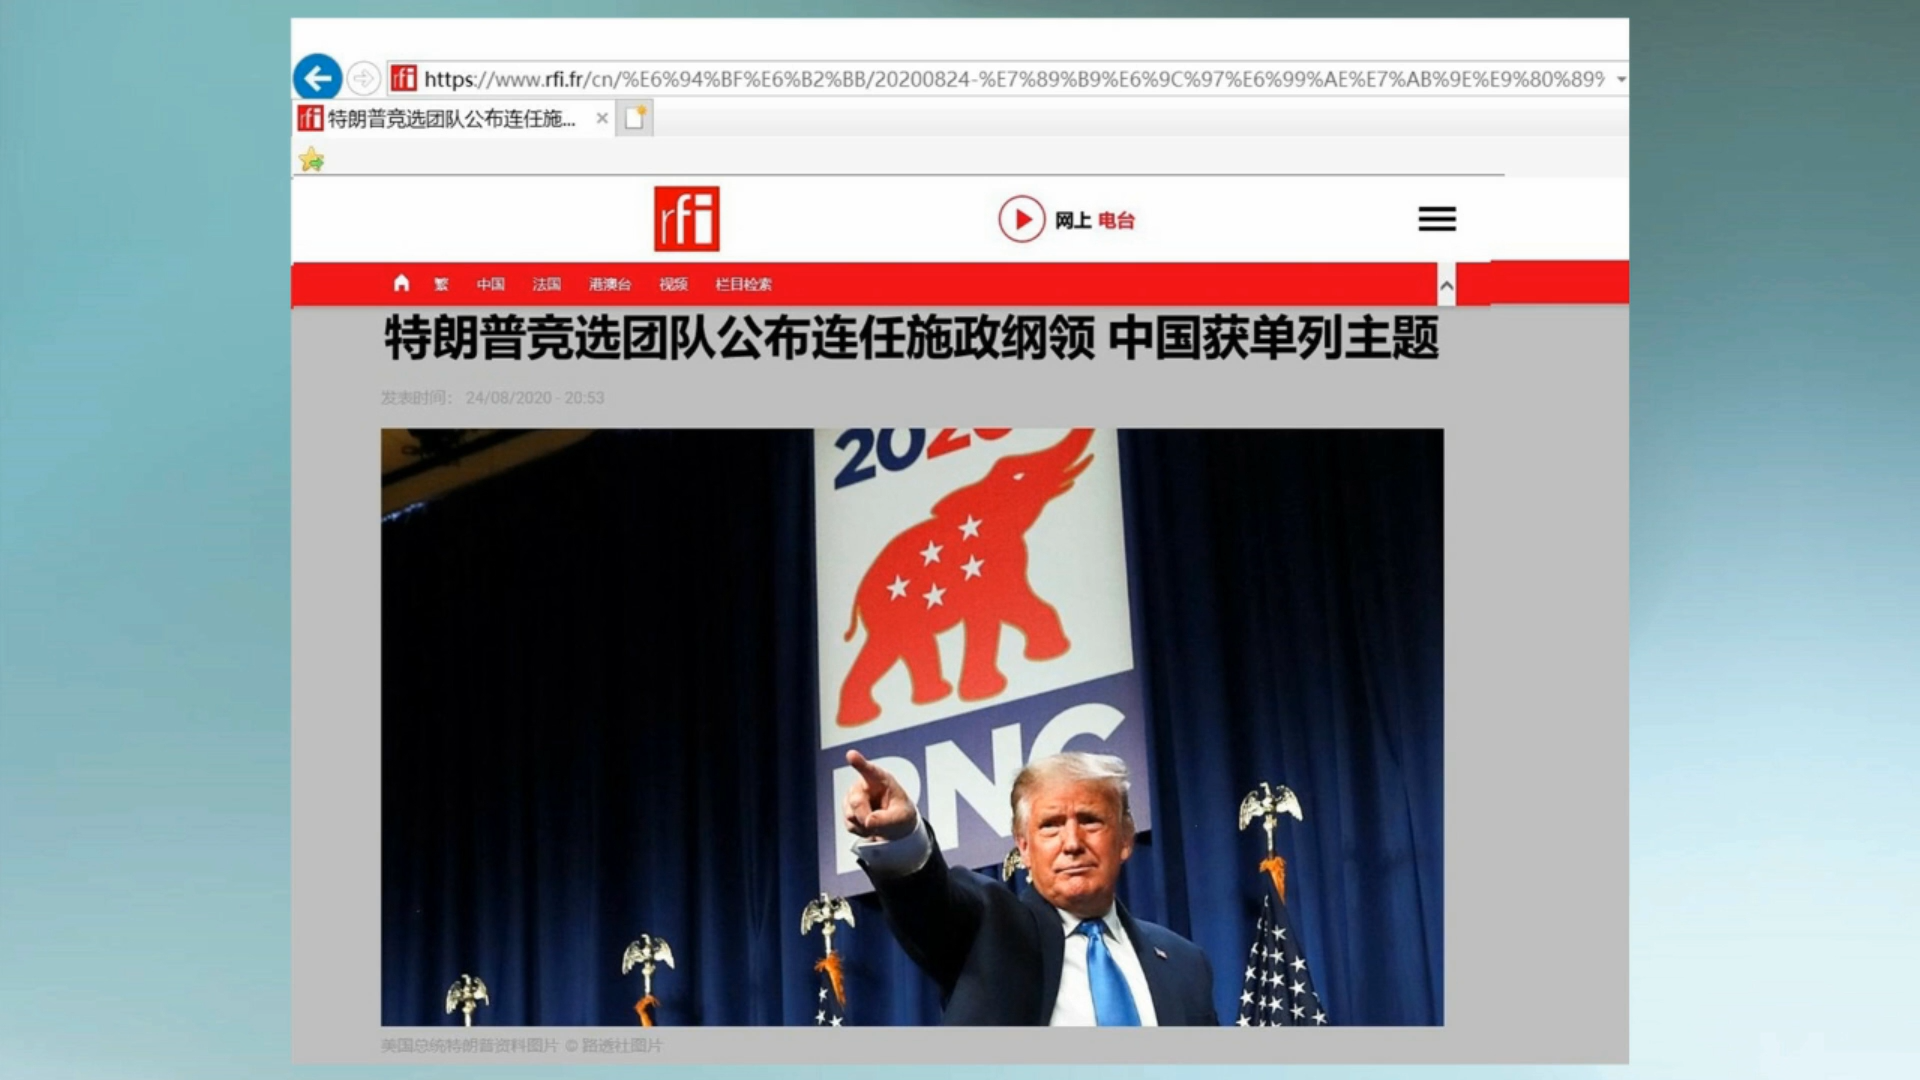 rfi https://www.rfi.fr/cn/%E6%94%BF%E6%B2%BB/20200824-%E7%89%B9%E6%9C%97%E6%99%AE%E7%AB%9E%E9%80%89%
rfi 特朗普竞选团队公布连任施...
rfi
网上 电台
繁 中国 法国 港澳台 视频 栏目检索
特朗普竞选团队公布连任施政纲领 中国获单列主题
发表时间: 24/08/2020 - 20:53
2020
RNC
美国总统特朗普资料图片 © 路透社图片